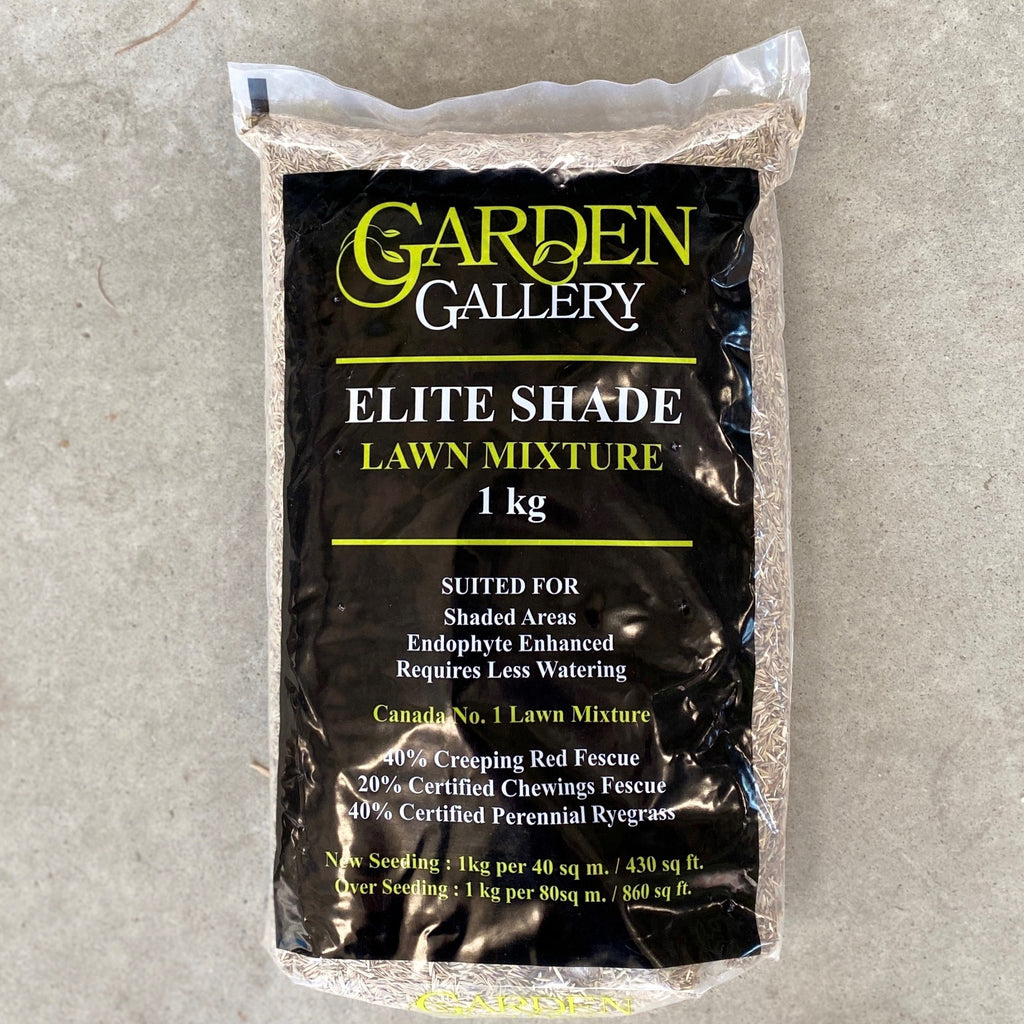 GARDEN
GALLERY
ELITE SHADE
LAWN MIXTURE
1 kg
SUITED FOR
Shaded Areas
Endophyte Enhanced
Requires Less Watering
Canada No. 1 Lawn Mixture
40% Creeping Red Fescue
20% Certified Chewings Fescue
40% Certified Perennial Ryegrass
New Seeding : 1kg per 40 sq m. / 430 sq ft.
Over Seeding : 1 kg per 80sq m. / 860 sq ft.
GARDEN